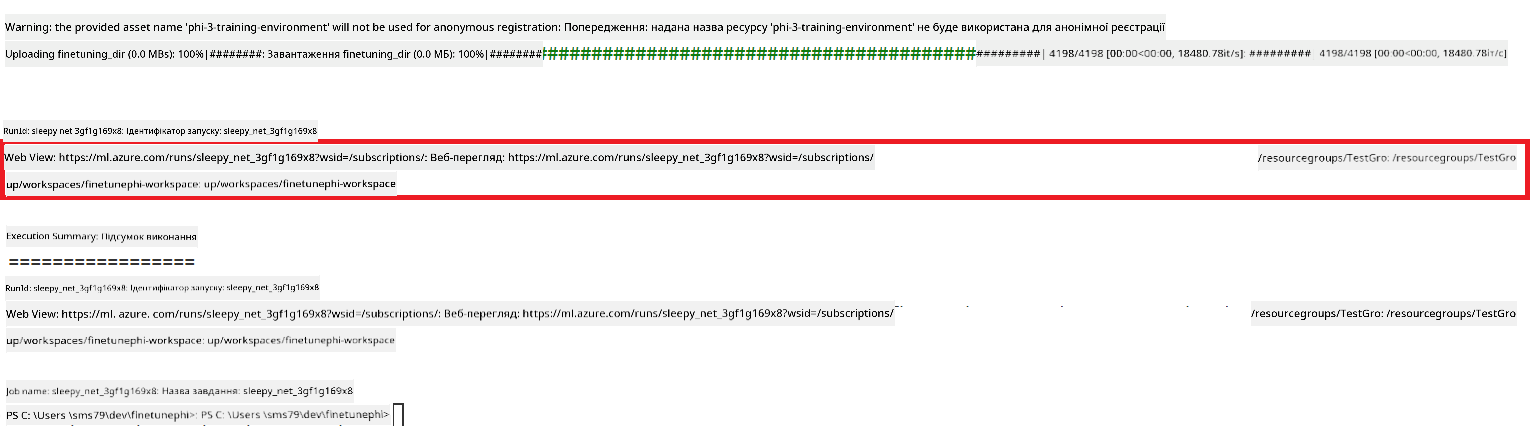 Warning: the provided asset name 'phi-3-training-environment' will not be used for anonymous registration: Попередження: надана назва ресурсу 'phi-3-training-environment' не буде використана для анонімної реєстрації
Uploading finetuning_dir (0.0 MBs): 100%|########: Завантаження finetuning_dir (0.0 МБ): 100%|##################################################| 4198/4198 [00:00<00:00, 18480.78it/s]: ######### 4198/4198 [00:00<00:00, 18480.78іт/с]
RunId: sleepy net 3gf1g169x8: Ідентифікатор запуску: sleepy_net_3gf1g169x8
Web View: https://ml.azure.com/runs/sleepy_net_3gf1g169x8?wsid=/subscriptions/: Веб-перегляд: https://ml.azure.com/runs/sleepy_net_3gf1g169x8?wsid=/subscriptions/ /resourcegroups/TestGro: /resourcegroups/TestGro
up/workspaces/finetunephi-workspace: up/workspaces/finetunephi-workspace
Execution Summary: Підсумок виконання
=================
RunId: sleepy_net_3gf1g169x8: Ідентифікатор запуску: sleepy_net_3gf1g169x8
Web View: https://ml. azure. com/runs/sleepy_net_3gf1g169x8?wsid=/subscriptions/: Веб-перегляд: https://ml.azure.com/runs/sleepy_net_3gf1g169x8?wsid=/subscriptions/ /resourcegroups/TestGro: /resourcegroups/TestGro
up/workspaces/finetunephi-workspace: up/workspaces/finetunephi-workspace
Job name: sleepy_net_3gf1g169x8: Назва завдання: sleepy_net_3gf1g169x8
PS C: \Users \sms79\dev\finetunephi>: PS C: \Users \sms79\dev\finetunephi>